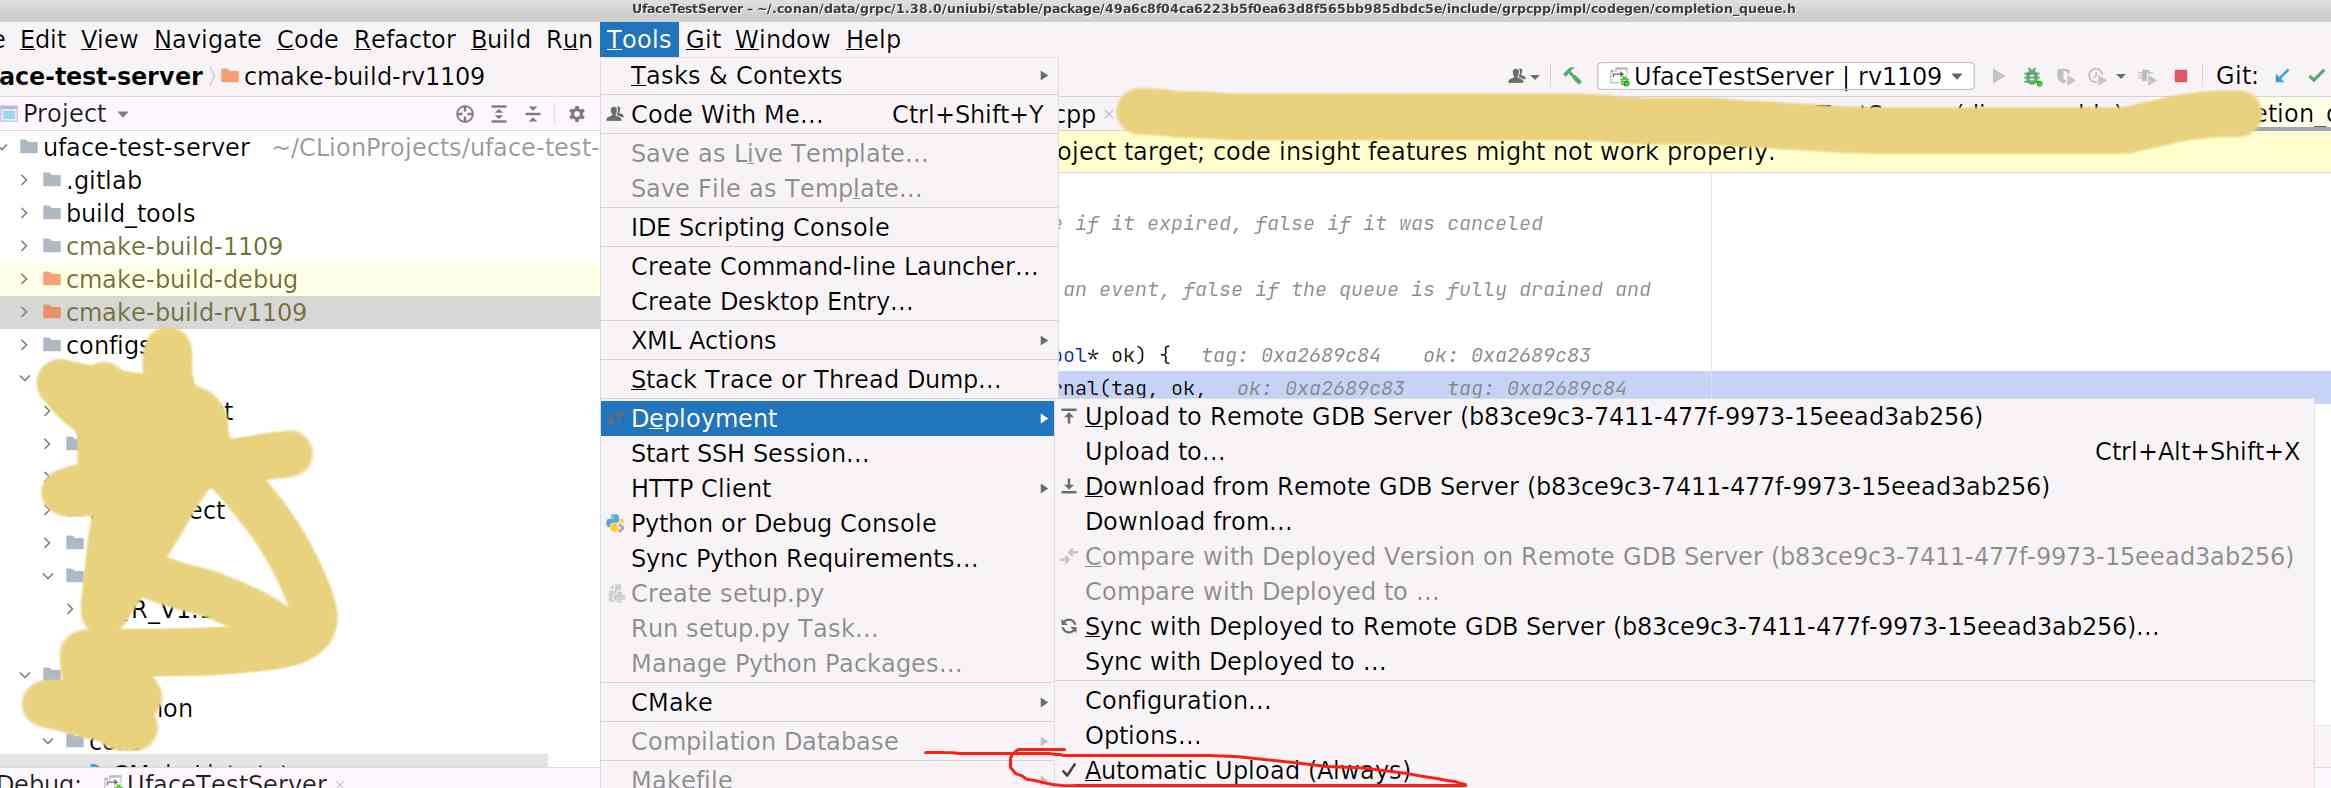 UfaceTestServer - ~/.conan/data/grpc/1.38.0/uniubi/stable/package/49a6c8f04ca6223b5f0ea63d8f565bb985dbdc5e/include/grpcpp/impl/codegen/completion_queue.h
Edit View Navigate Code Refactor Build Run Tools Git Window Help
ace-test-server cmake-build-rv1109
UfaceTestServer | rv1109 Git:
Project
cpp
etion_
uface-test-server ~/CLionProjects/uface-test-
oject target; code insight features might not work properly.
.gitlab
build_tools
cmake-build-1109
cmake-build-debug
cmake-build-rv1109
configs
Tasks & Contexts
Code With Me... Ctrl+Shift+Y
Save as Live Template...
Save File as Template...
IDE Scripting Console
Create Command-line Launcher...
Create Desktop Entry...
XML Actions
Stack Trace or Thread Dump...
Deployment
Start SSH Session...
HTTP Client
Python or Debug Console
Sync Python Requirements...
Create setup.py
Run setup.py Task...
Manage Python Packages...
CMake
Compilation Database
Makefile
if it expired, false if it was canceled
an event, false if the queue is fully drained and
ool* ok) { tag: 0xa2689c84 ok: 0xa2689c83
rnal(tag, ok, ok: 0xa2689c83 tag: 0xa2689c84
Upload to Remote GDB Server (b83ce9c3-7411-477f-9973-15eead3ab256)
Upload to... Ctrl+Alt+Shift+X
Download from Remote GDB Server (b83ce9c3-7411-477f-9973-15eead3ab256)
Download from...
Compare with Deployed Version on Remote GDB Server (b83ce9c3-7411-477f-9973-15eead3ab256)
Compare with Deployed to ...
Sync with Deployed to Remote GDB Server (b83ce9c3-7411-477f-9973-15eead3ab256)...
Sync with Deployed to ...
Configuration...
Options...
Automatic Upload (Always)
Debug: UfaceTestServer